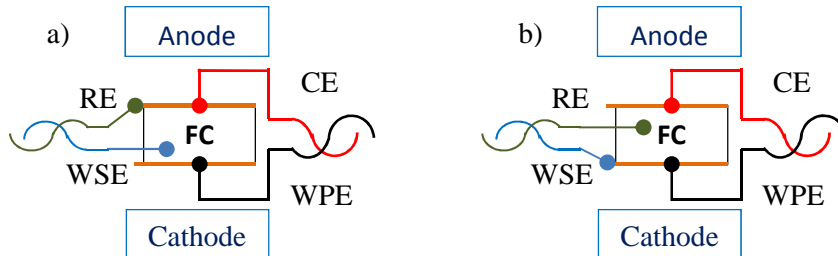 a)
Anode
CE
RE
FC
WSE
WPE
Cathode
b)
Anode
CE
RE
FC
WSE
WPE
Cathode